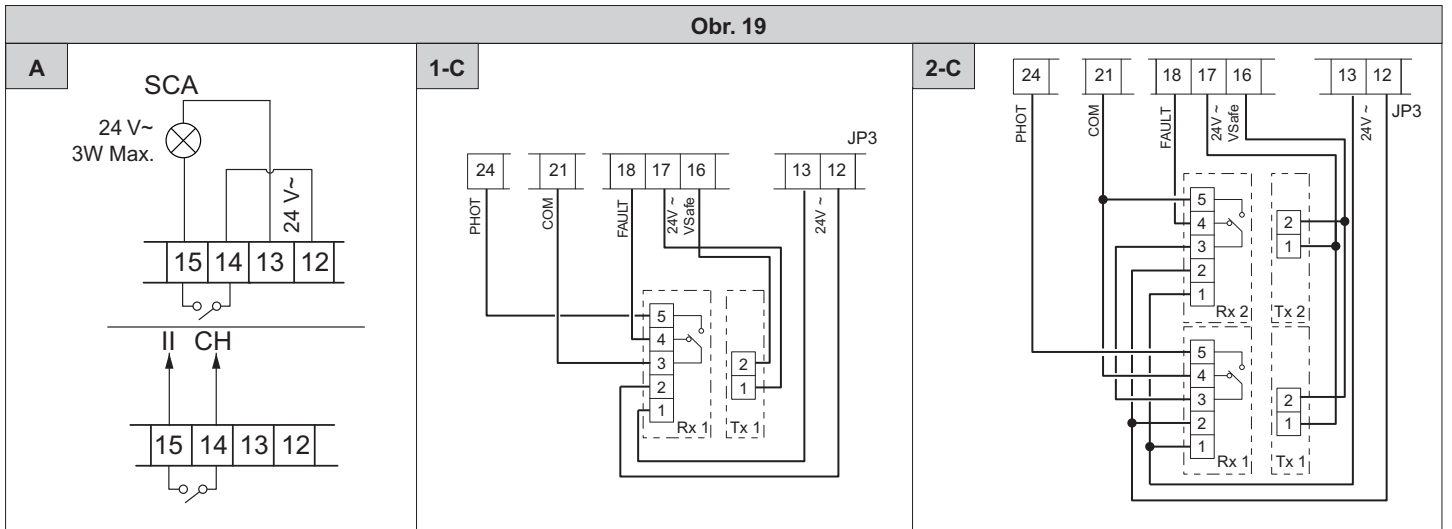 Obr. 19
A
SCA
24 V~
3W Max.
24 V~
15 14 13 12
II CH
15 14 13 12
1-C
JP3
24 21 18 17 16 13 12
PHOT
COM
FAULT
24V ~
VSafe
24V ~
5
4
3
2
1
Rx 1
2
1
Tx 1
2-C
24 21 18 17 16 13 12
JP3
PHOT
COM
FAULT
24V ~
VSafe
24V ~
5
4
3
2
1
Rx 2
2
1
Tx 2
5
4
3
2
1
Rx 1
2
1
Tx 1